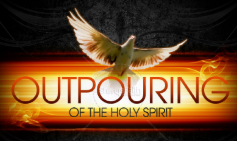 OUTPOURING
OF THE HOLY SPIRIT